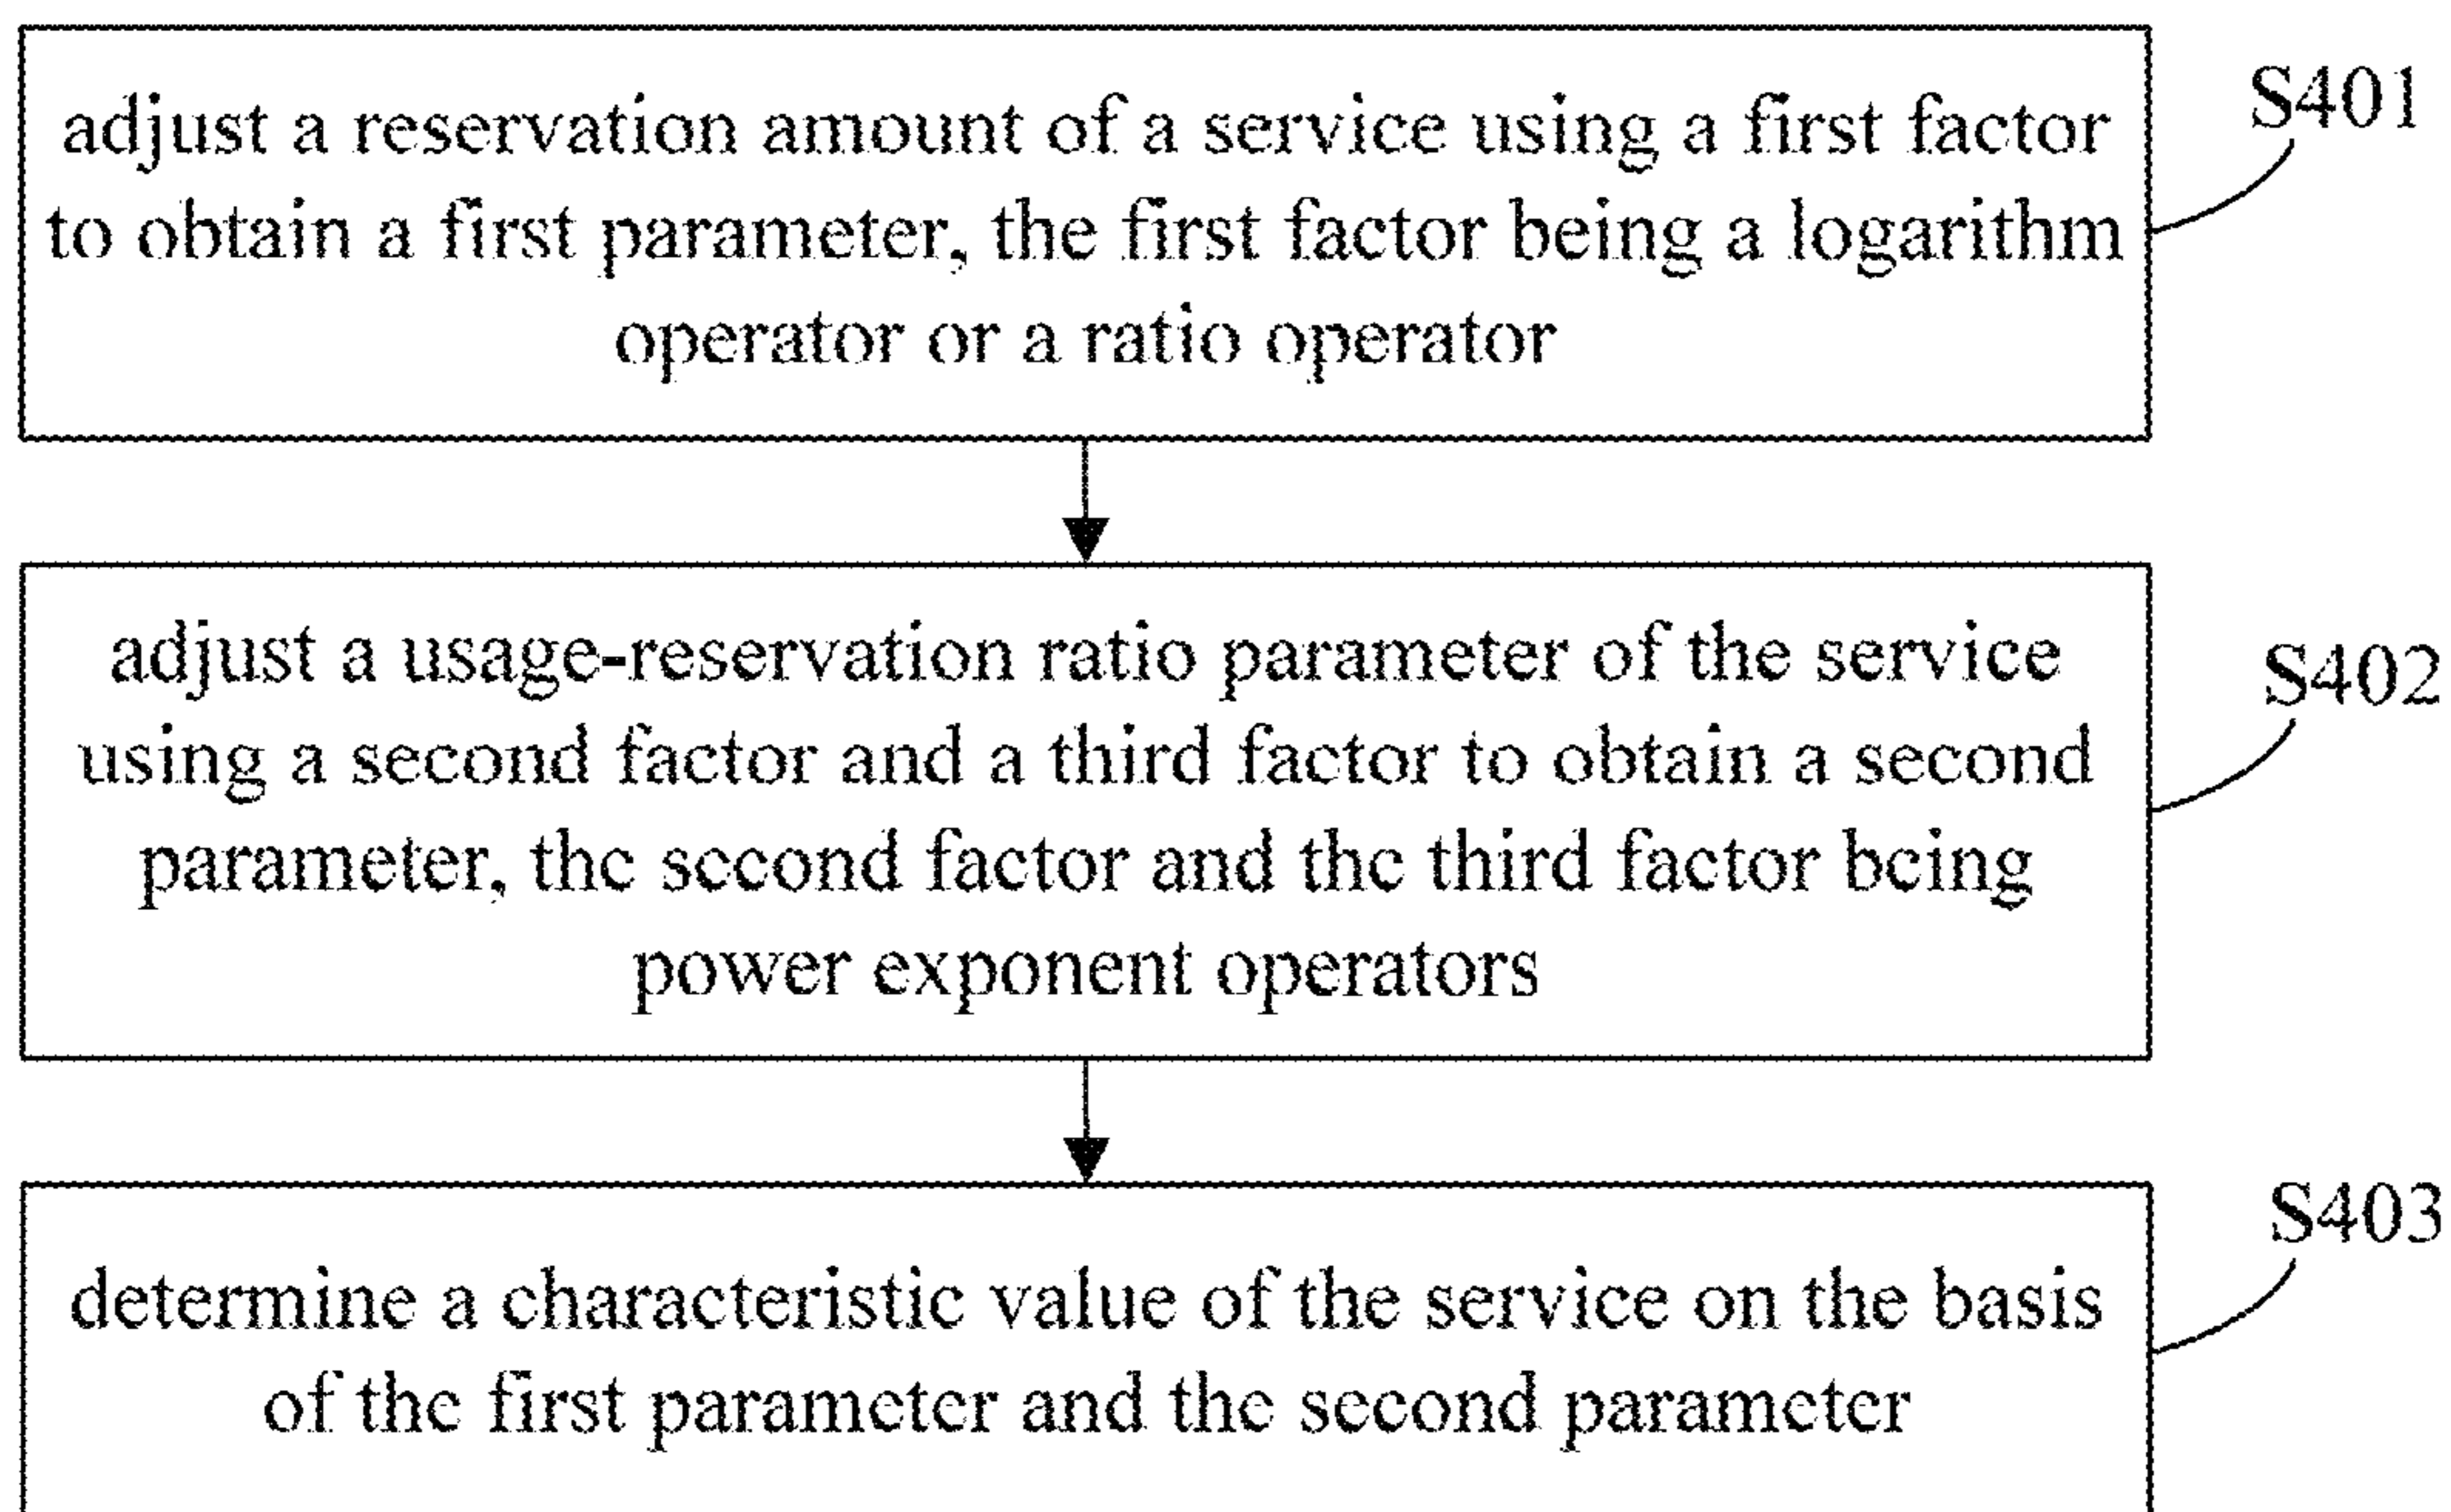 adjust a reservation amount of a service using a first factor
to obtain a first parameter, the first factor being a logarithm
operator or a ratio operator
S401
adjust a usage-reservation ratio parameter of the service
using a second factor and a third factor to obtain a second
parameter, the second factor and the third factor being
power exponent operators
S402
determine a characteristic value of the service on the basis
of the first parameter and the second parameter
S403